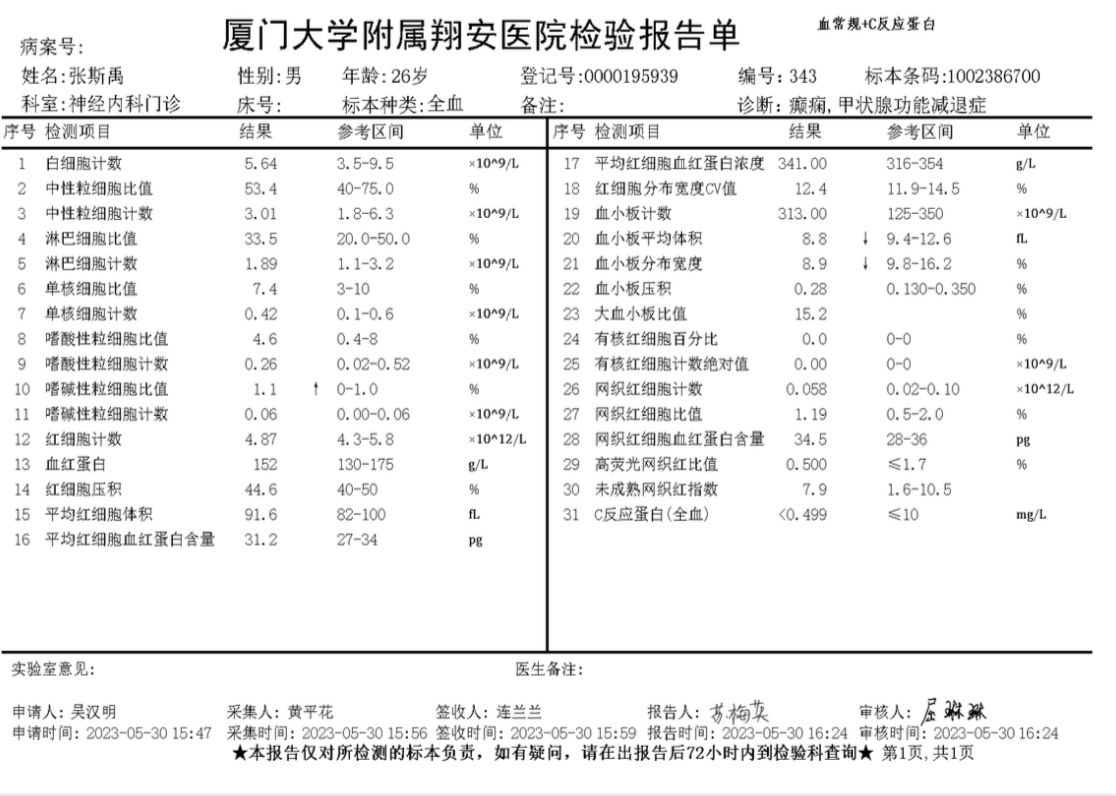 厦门大学附属翔安医院检验报告单
血常规+C反应蛋白
病案号:
姓名:张斯禹 性别:男 年龄:26岁 登记号:0000195939 编号:343 标本条码:1002386700
科室:神经内科门诊 床号: 标本种类:全血 备注: 诊断:癫痫,甲状腺功能减退症
序号 检测项目 结果 参考区间 单位
1 白细胞计数 5.64 3.5-9.5 ×10^9/L
2 中性粒细胞比值 53.4 40-75.0 %
3 中性粒细胞计数 3.01 1.8-6.3 ×10^9/L
4 淋巴细胞比值 33.5 20.0-50.0 %
5 淋巴细胞计数 1.89 1.1-3.2 ×10^9/L
6 单核细胞比值 7.4 3-10 %
7 单核细胞计数 0.42 0.1-0.6 ×10^9/L
8 嗜酸性粒细胞比值 4.6 0.4-8 %
9 嗜酸性粒细胞计数 0.26 0.02-0.52 ×10^9/L
10 嗜碱性粒细胞比值 1.1 ↑ 0-1.0 %
11 嗜碱性粒细胞计数 0.06 0.00-0.06 ×10^9/L
12 红细胞计数 4.87 4.3-5.8 ×10^12/L
13 血红蛋白 152 130-175 g/L
14 红细胞压积 44.6 40-50 %
15 平均红细胞体积 91.6 82-100 fL
16 平均红细胞血红蛋白含量 31.2 27-34 pg
序号 检测项目 结果 参考区间 单位
17 平均红细胞血红蛋白浓度 341.00 316-354 g/L
18 红细胞分布宽度CV值 12.4 11.9-14.5 %
19 血小板计数 313.00 125-350 ×10^9/L
20 血小板平均体积 8.8 ↓ 9.4-12.6 fL
21 血小板分布宽度 8.9 ↓ 9.8-16.2 %
22 血小板压积 0.28 0.130-0.350 %
23 大血小板比值 15.2 %
24 有核红细胞百分比 0.0 0-0 %
25 有核红细胞计数绝对值 0.00 0-0 ×10^9/L
26 网织红细胞计数 0.058 0.02-0.10 ×10^12/L
27 网织红细胞比值 1.19 0.5-2.0 %
28 网织红细胞血红蛋白含量 34.5 28-36 pg
29 高荧光网织红比值 0.500 ≤1.7 %
30 未成熟网织红指数 7.9 1.6-10.5
31 C反应蛋白(全血) <0.499 ≤10 mg/L
实验室意见: 医生备注:
申请人:吴汉明 采集人:黄平花 签收人:连兰兰 报告人:苏梅英 审核人:屈琳琳
申请时间:2023-05-30 15:47 采集时间:2023-05-30 15:56 签收时间:2023-05-30 15:59 报告时间:2023-05-30 16:24 审核时间:2023-05-30 16:24
★本报告仅对所检测的标本负责，如有疑问，请在出报告后72小时内到检验科查询★ 第1页,共1页